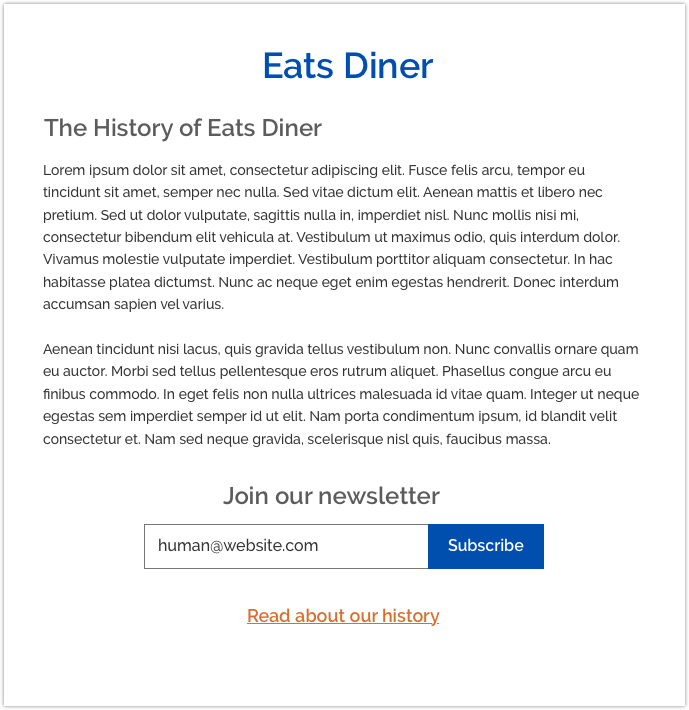 Eats Diner
The History of Eats Diner
Lorem ipsum dolor sit amet, consectetur adipiscing elit. Fusce felis arcu, tempor eu
tincidunt sit amet, semper nec nulla. Sed vitae dictum elit. Aenean mattis et libero nec
pretium. Sed ut dolor vulputate, sagittis nulla in, imperdiet nisl. Nunc mollis nisi mi,
consectetur bibendum elit vehicula at. Vestibulum ut maximus odio, quis interdum dolor.
Vivamus molestie vulputate imperdiet. Vestibulum porttitor aliquam consectetur. In hac
habitasse platea dictumst. Nunc ac neque eget enim egestas hendrerit. Donec interdum
accumsan sapien vel varius.
Aenean tincidunt nisi lacus, quis gravida tellus vestibulum non. Nunc convallis ornare quam
eu auctor. Morbi sed tellus pellentesque eros rutrum aliquet. Phasellus congue arcu eu
finibus commodo. In eget felis non nulla ultrices malesuada id vitae quam. Integer ut neque
egestas sem imperdiet semper id ut elit. Nam porta condimentum ipsum, id blandit velit
consectetur et. Nam sed neque gravida, scelerisque nisl quis, faucibus massa.
Join our newsletter
human@website.com Subscribe
Read about our history